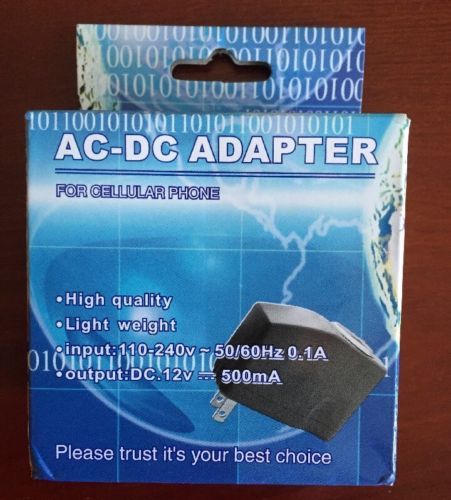 1101100101010110101100101010101
AC-DC ADAPTER
FOR CELLULAR PHONE
•High quality
•Light weight
•input:110-240v ~ 50/60Hz 0.1A
•output:DC.12v ⎓ 500mA
Please trust it's your best choice